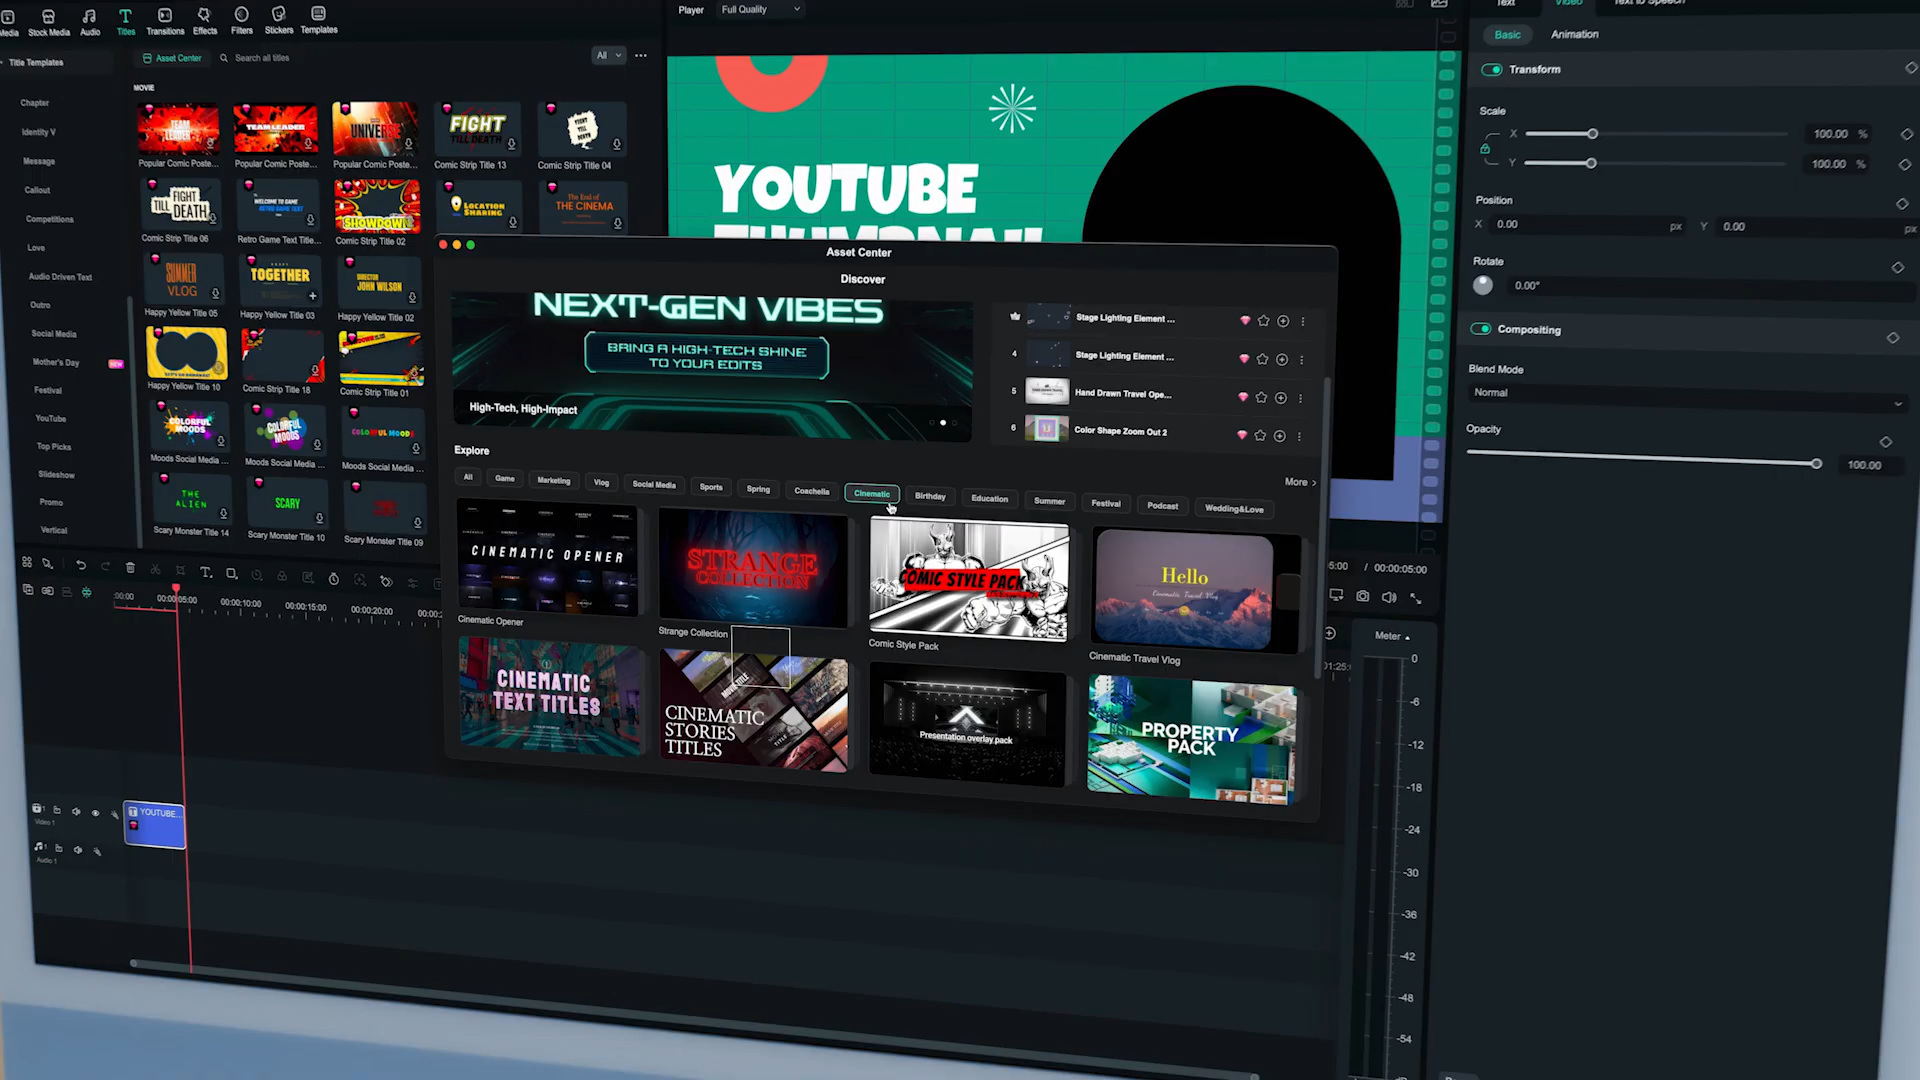 Media
Stock Media
Audio
Titles
Transitions
Effects
Filters
Stickers
Templates
Player
Full Quality
Text
Video
Text to Speech
Title Templates
Asset Center
Search all titles
All
Basic
Animation
MOVIE
Transform
Chapter
Identity V
Message
Callout
Competitions
Love
Audio Driven Text
Outro
Social Media
Mother's Day
NEW
Festival
YouTube
Top Picks
Slideshow
Promo
Vertical
TEAM LEADER
TEAM LEADER
UNIVERSE
FIGHT
TILL DEATH
FIGHT
TILL
DEATH
Popular Comic Poste...
Popular Comic Poste...
Popular Comic Poste...
Comic Strip Title 13
Comic Strip Title 04
FIGHT
TILL DEATH
WELCOME TO GAME
RETRO GAME TEXT
SHOWDOWN
LOCATION
SHARING
The End of
THE CINEMA
Comic Strip Title 06
Retro Game Text Title...
Comic Strip Title 02
SUMMER
VLOG
TOGETHER
DIRECTOR
JOHN WILSON
Happy Yellow Title 05
Happy Yellow Title 03
Happy Yellow Title 02
Happy Yellow Title 10
Comic Strip Title 18
Comic Strip Title 01
COLORFUL
MOODS
COLORFUL
MOODS
COLORFUL MOODS
Moods Social Media ...
Moods Social Media ...
Moods Social Media ...
THE
ALIEN
SCARY
Scary Monster Title 14
Scary Monster Title 10
Scary Monster Title 09
YOUTUBE
THUMBNAIL
Scale
X
100.00 %
Y
100.00 %
Position
X 0.00 px
Y 0.00 px
Rotate
0.00°
Compositing
Blend Mode
Normal
Opacity
100.00
Asset Center
Discover
NEXT-GEN VIBES
BRING A HIGH-TECH SHINE
TO YOUR EDITS
High-Tech, High-Impact
Stage Lighting Element ...
4 Stage Lighting Element ...
5 Hand Drawn Travel Ope...
6 Color Shape Zoom Out 2
Explore
More >
All
Game
Marketing
Vlog
Social Media
Sports
Spring
Coachella
Cinematic
Birthday
Education
Summer
Festival
Podcast
Wedding&Love
CINEMATIC OPENER
STRANGE
COLLECTION
COMIC STYLE PACK
Hello
Cinematic Travel Vlog
Cinematic Opener
Strange Collection
Comic Style Pack
Cinematic Travel Vlog
CINEMATIC
TEXT TITLES
MOVIE TITLE
CINEMATIC
STORIES
TITLES
Presentation overlay pack
PROPERTY
PACK
:00:00
00:00:05:00
00:00:10:00
00:00:15:00
00:00:20:00
00:00:2
05:00 / 00:00:05:00
01:25:
Meter
0
-6
-12
-18
-24
-30
-36
-42
-48
-54
1
Video 1
YOUTUBE...
1
Audio 1